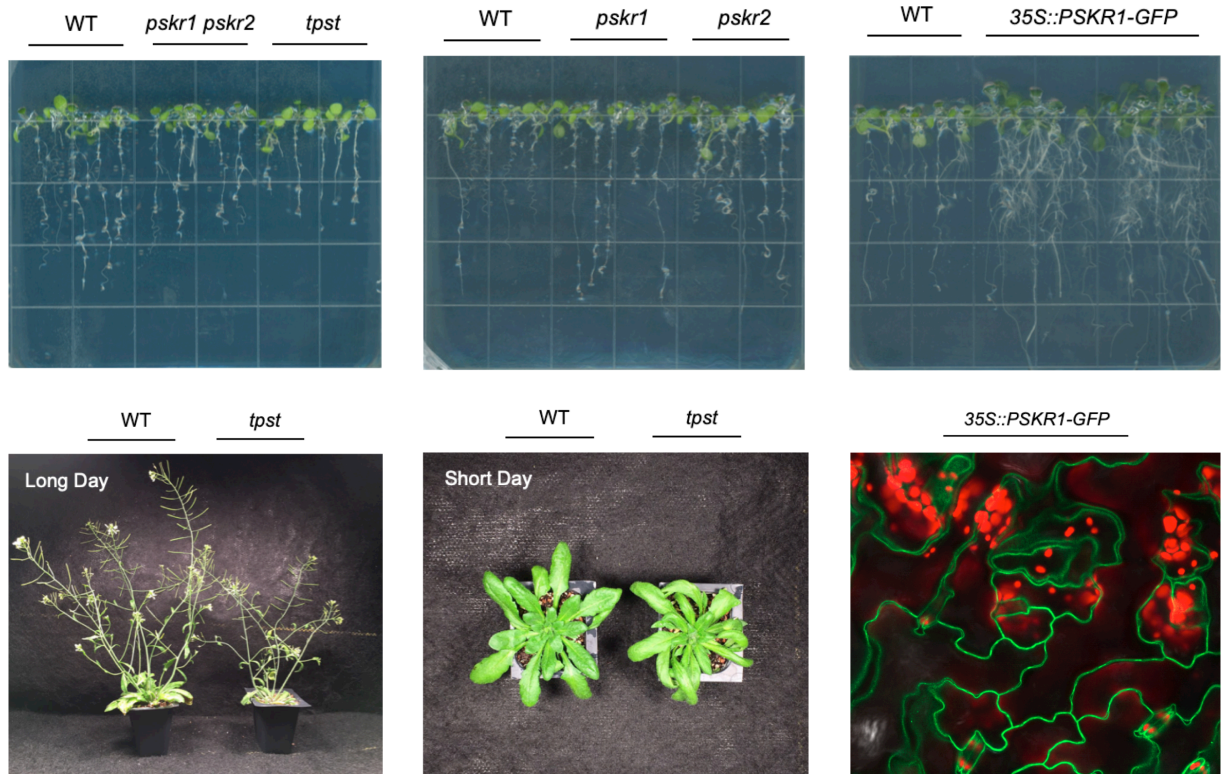 WT pskr1 pskr2 tpst
WT pskr1 pskr2
WT 35S::PSKR1-GFP
WT tpst
Long Day
WT tpst
Short Day
35S::PSKR1-GFP